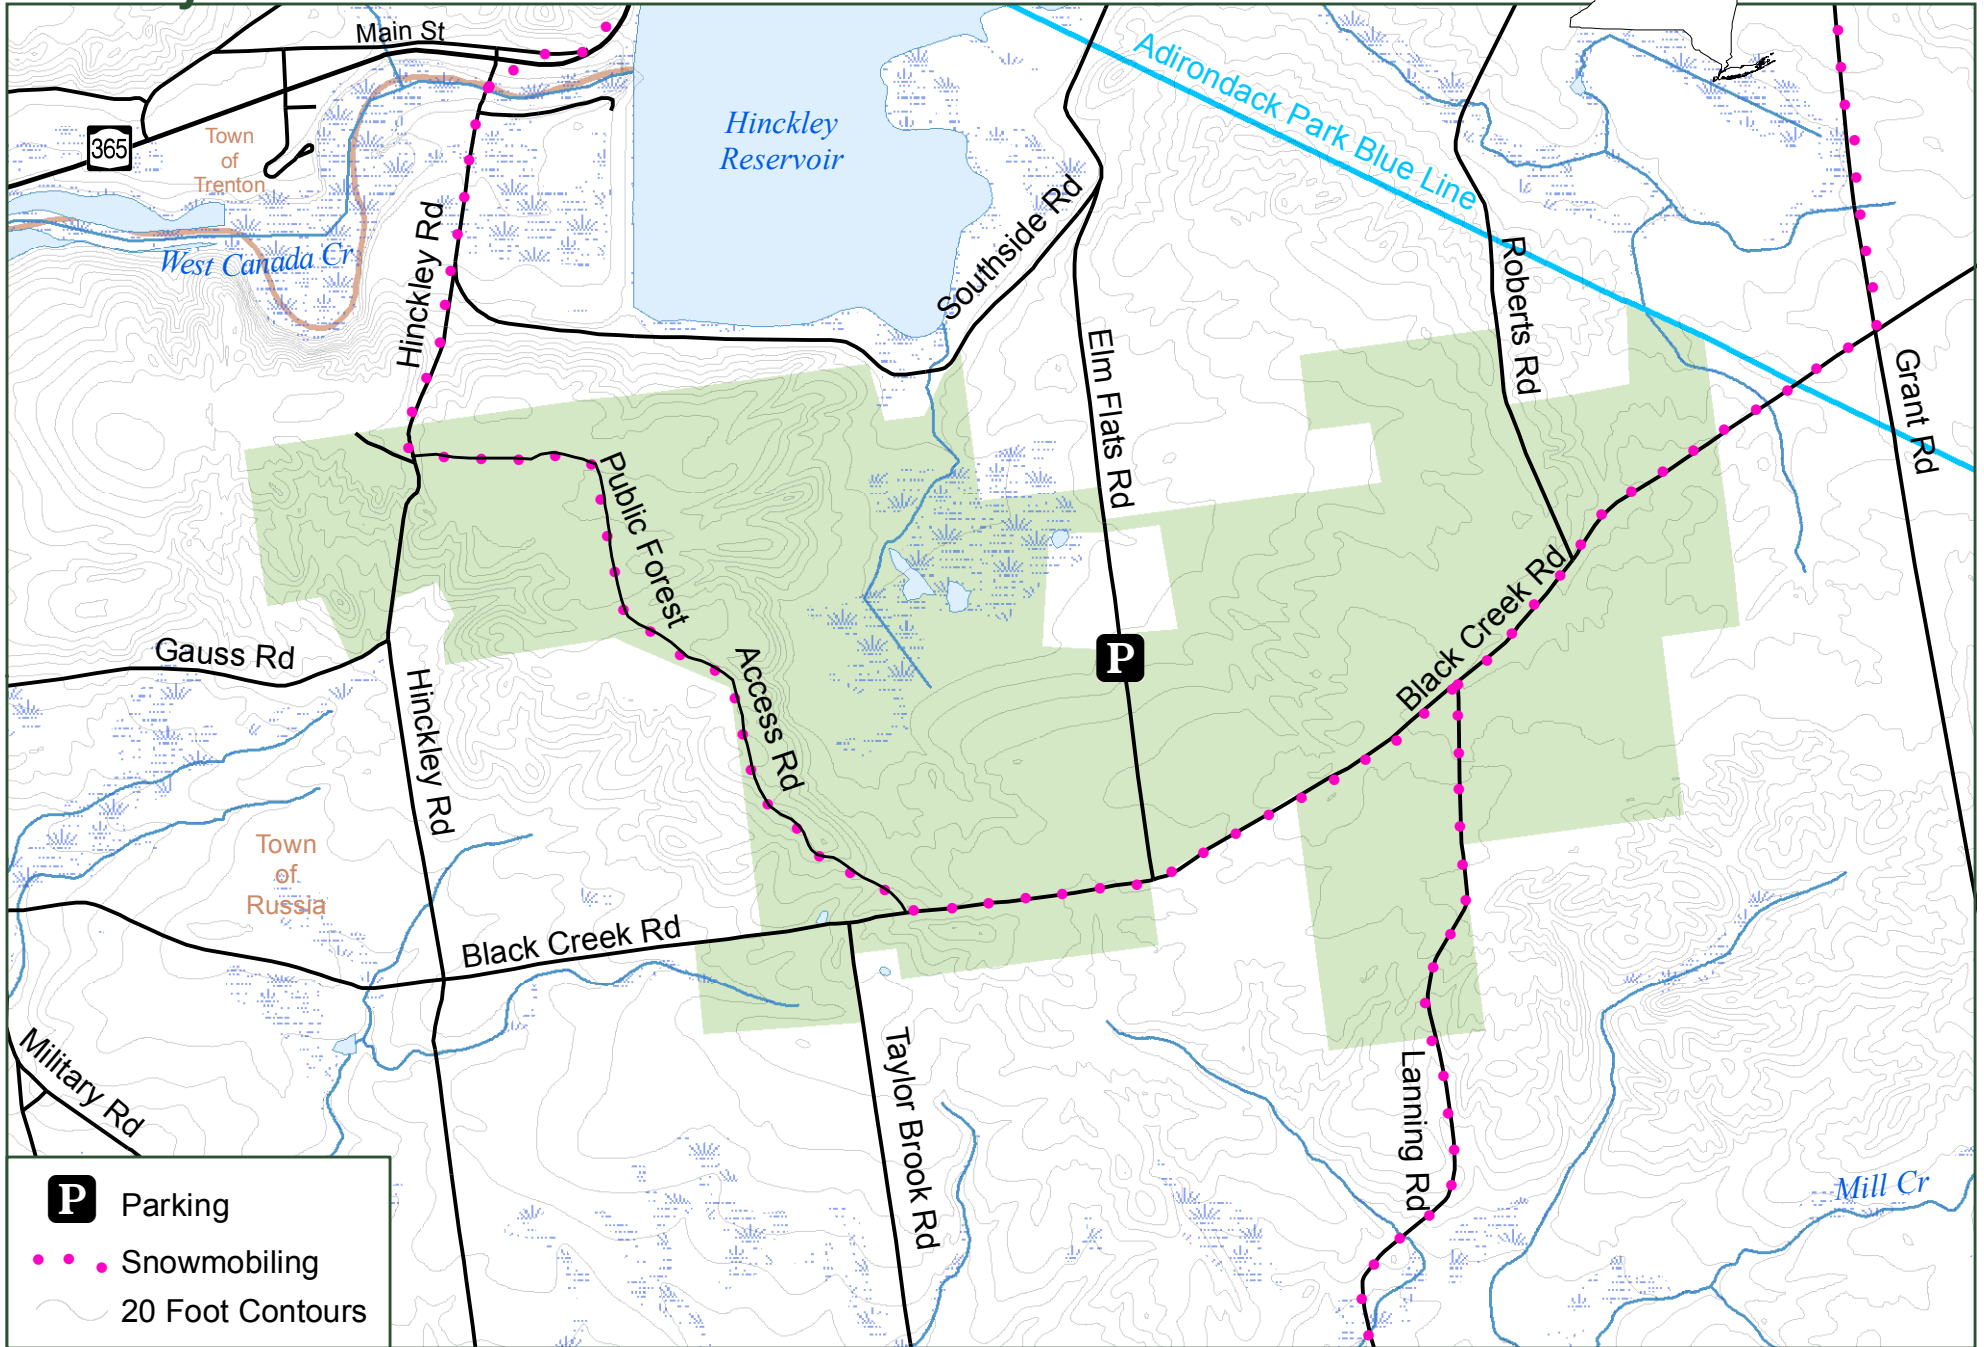 Main St
365
Town
of
Trenton
West Canada Cr
Hinckley Rd
Hinckley
Reservoir
Southside Rd
Adirondack Park Blue Line
Elm Flats Rd
Roberts Rd
Grant Rd
Public Forest
Access Rd
Gauss Rd
Hinckley Rd
P
Black Creek Rd
Town
of
Russia
Black Creek Rd
Military Rd
Taylor Brook Rd
Lanning Rd
Mill Cr
P Parking
Snowmobiling
20 Foot Contours